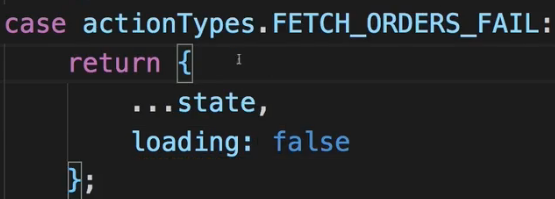 case actionTypes.FETCH_ORDERS_FAIL:
return {
...state,
loading: false
};